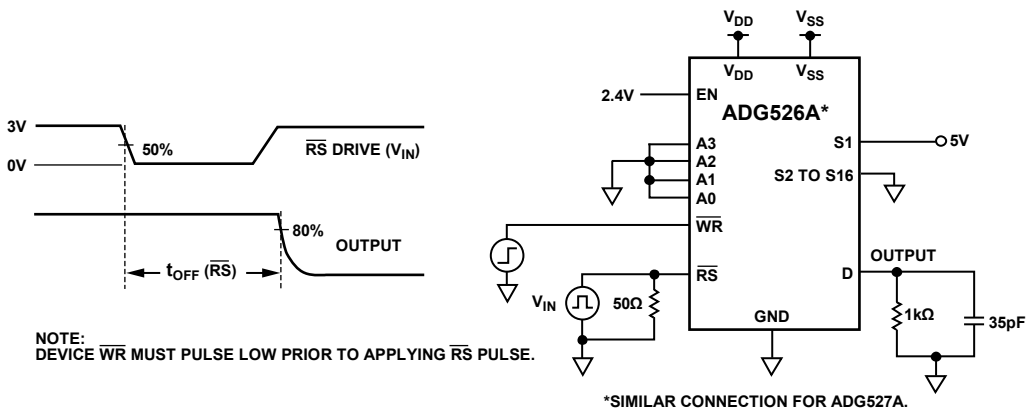 3V
0V
50%
RS DRIVE (VIN)
80%
OUTPUT
tOFF (RS)
NOTE:
DEVICE WR MUST PULSE LOW PRIOR TO APPLYING RS PULSE.
VDD
VSS
VDD
VSS
2.4V
EN
ADG526A*
A3
A2
A1
A0
S1
5V
S2 TO S16
WR
OUTPUT
RS
D
VIN
50Ω
GND
1kΩ
35pF
*SIMILAR CONNECTION FOR ADG527A.